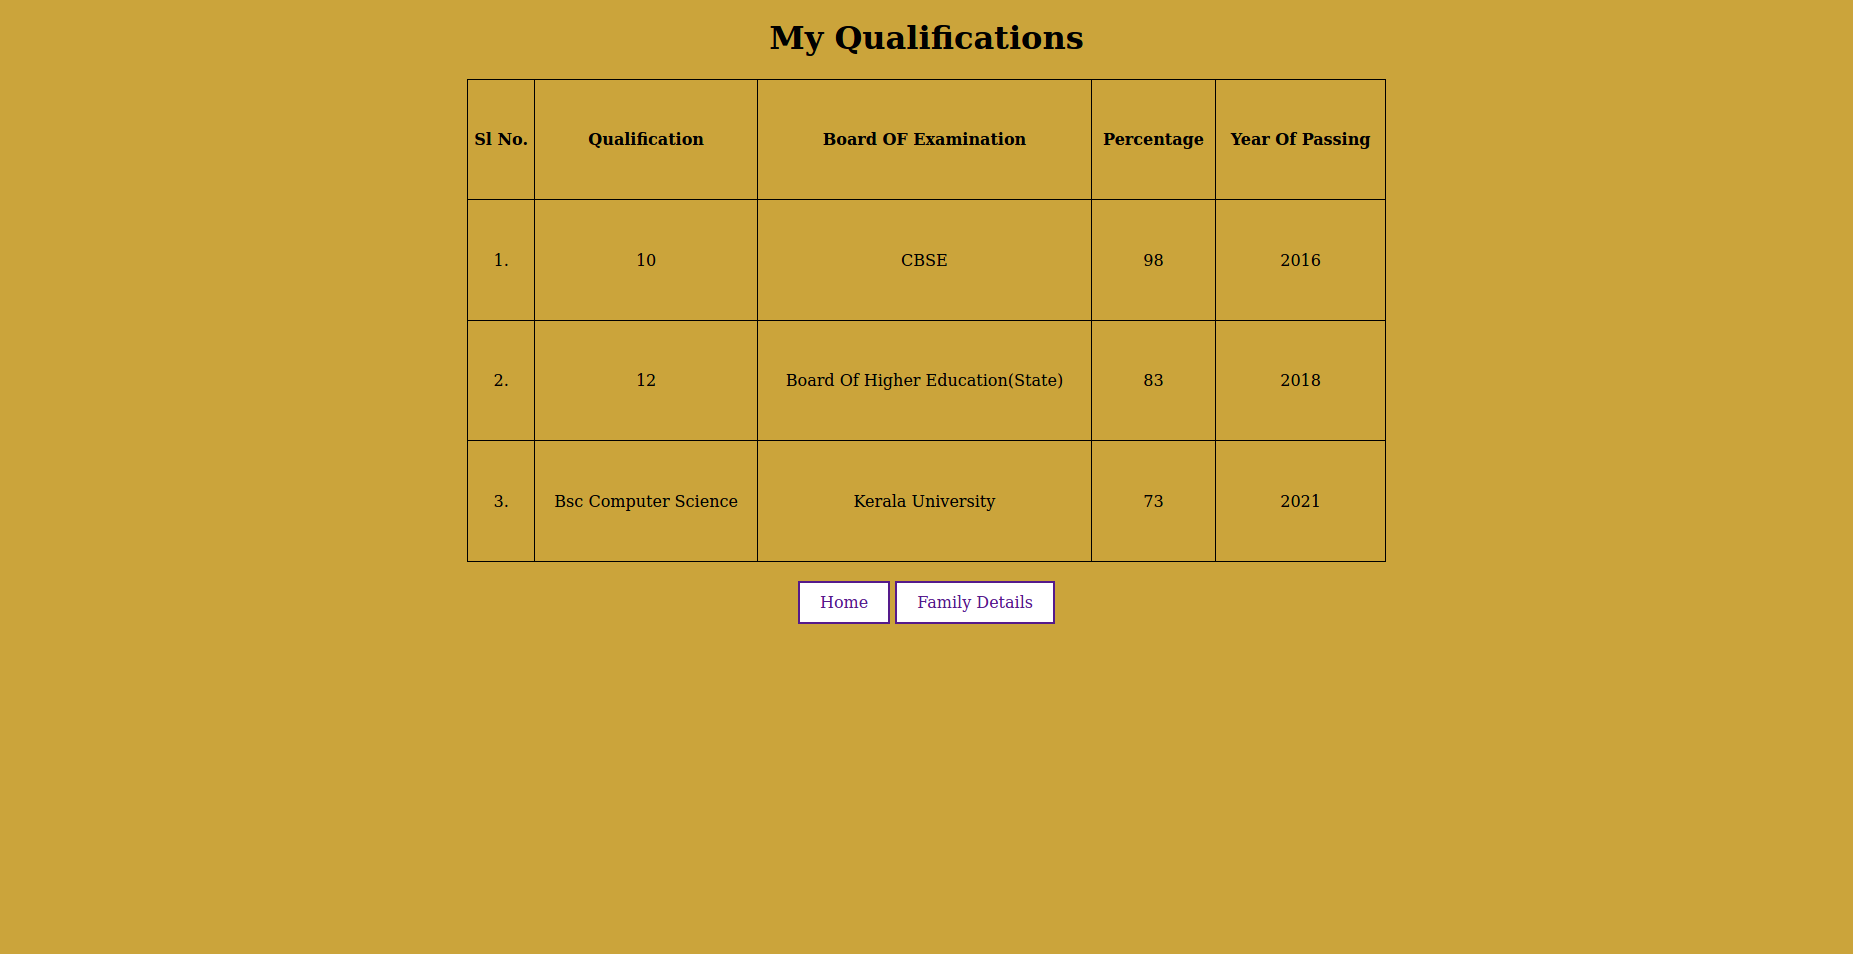 My Qualifications
Sl No. Qualification Board OF Examination Percentage Year Of Passing
1. 10 CBSE 98 2016
2. 12 Board Of Higher Education(State) 83 2018
3. Bsc Computer Science Kerala University 73 2021
Home Family Details